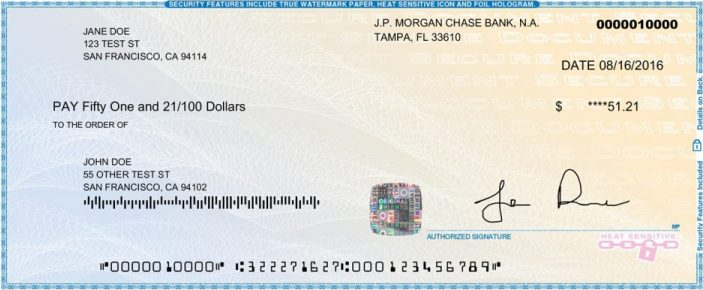 SECURITY FEATURES INCLUDE TRUE WATERMARK PAPER, HEAT SENSITIVE ICON AND FOIL HOLOGRAM.
JANE DOE
123 TEST ST
SAN FRANCISCO, CA 94114
J.P. MORGAN CHASE BANK, N.A.
TAMPA, FL 33610
0000010000
DATE 08/16/2016
PAY Fifty One and 21/100 Dollars
$ ****51.21
TO THE ORDER OF
JOHN DOE
55 OTHER TEST ST
SAN FRANCISCO, CA 94102
ORIGINAL
AUTHORIZED SIGNATURE
MP
HEAT SENSITIVE
⑈0000010000⑈ ⑆322271627⑆000123456789⑈
Security Features Included
Details on Back.